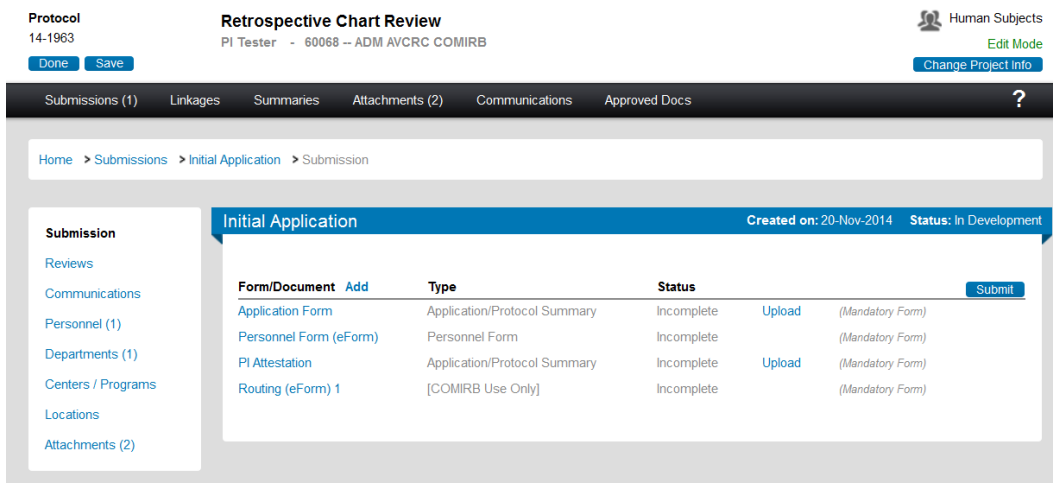 Protocol
14-1963
Done Save
Retrospective Chart Review
PI Tester - 60068 -- ADM AVCRC COMIRB
Human Subjects
Edit Mode
Change Project Info
Submissions (1) Linkages Summaries Attachments (2) Communications Approved Docs ?
Home > Submissions > Initial Application > Submission
Submission
Reviews
Communications
Personnel (1)
Departments (1)
Centers / Programs
Locations
Attachments (2)
Initial Application Created on: 20-Nov-2014 Status: In Development
Form/Document Add Type Status Submit
Application Form Application/Protocol Summary Incomplete Upload (Mandatory Form)
Personnel Form (eForm) Personnel Form Incomplete (Mandatory Form)
PI Attestation Application/Protocol Summary Incomplete Upload (Mandatory Form)
Routing (eForm) 1 [COMIRB Use Only] Incomplete (Mandatory Form)